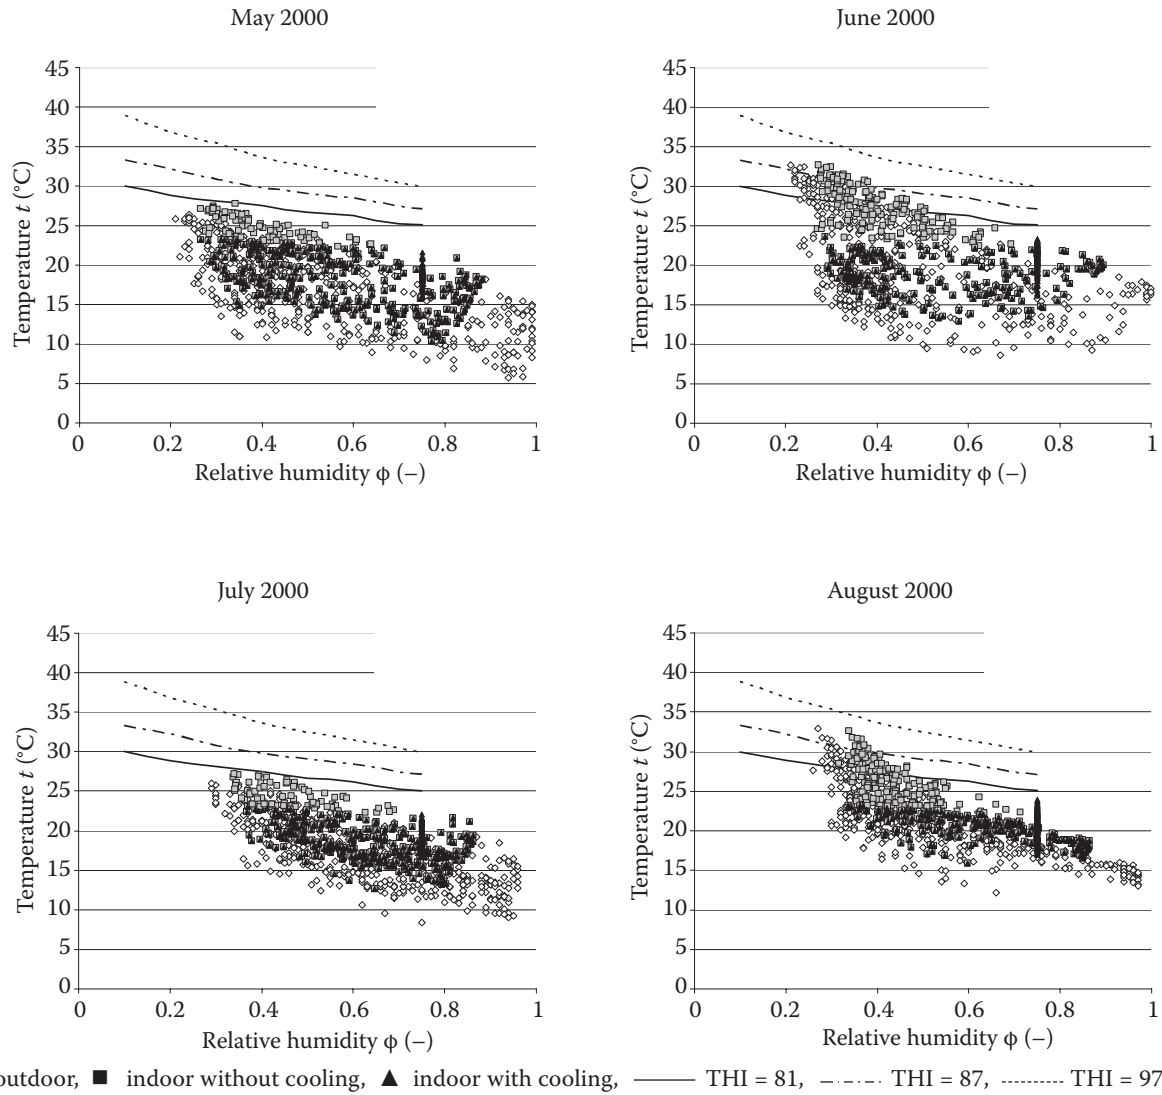 May 2000
June 2000
45
40
35
30
25
20
15
10
5
0
Temperature t (°C)
0 0.2 0.4 0.6 0.8 1
Relative humidity ϕ (–)
45
40
35
30
25
20
15
10
5
0
Temperature t (°C)
0 0.2 0.4 0.6 0.8 1
Relative humidity ϕ (–)
July 2000
August 2000
45
40
35
30
25
20
15
10
5
0
Temperature t (°C)
0 0.2 0.4 0.6 0.8 1
Relative humidity ϕ (–)
45
40
35
30
25
20
15
10
5
0
Temperature t (°C)
0 0.2 0.4 0.6 0.8 1
Relative humidity ϕ (–)
outdoor, indoor without cooling, indoor with cooling, THI = 81, THI = 87, THI = 97